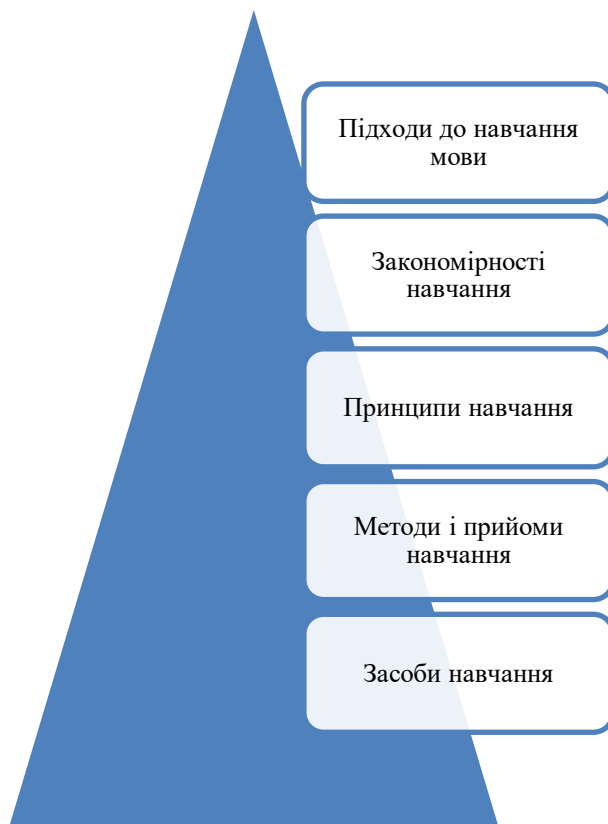 Підходи до навчання
мови
Закономірності
навчання
Принципи навчання
Методи і прийоми
навчання
Засоби навчання